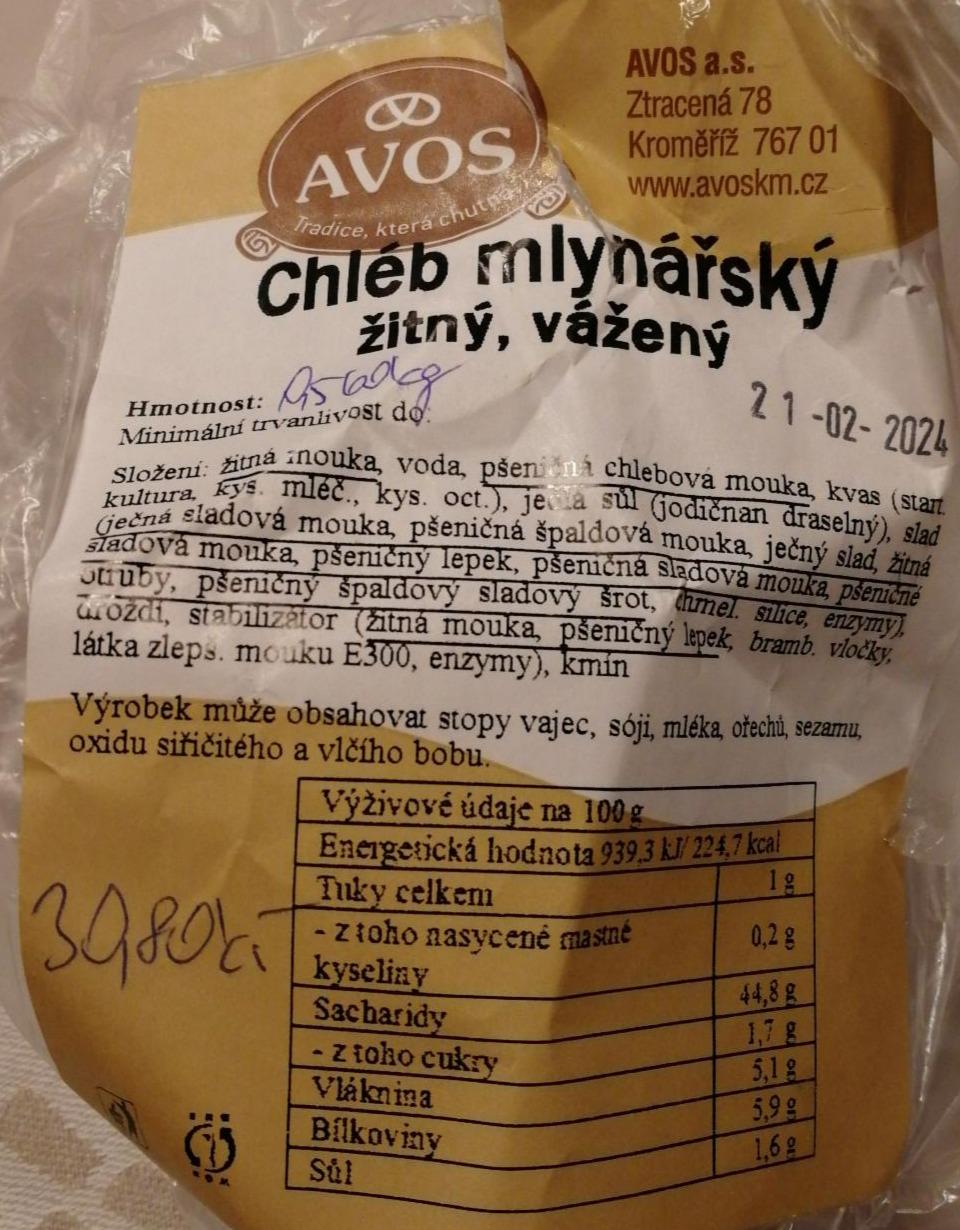 AVOS
Tradice, která chutná
AVOS a.s.
Ztracená 78
Kroměříž 767 01
www.avoskm.cz
Chléb mlynářský
žitný, vážený
Hmotnost:
Minimální trvanlivost do:
21-02-2024
Složení: žitná mouka, voda, pšeničná chlebová mouka, kvas (start.
kultura, kys. mléč., kys. oct.), jedlá sůl (jodičnan draselný), slad
(ječná sladová mouka, pšeničná špaldová mouka, ječný slad, žitná
sladová mouka, pšeničný lepek, pšeničná sladová mouka, pšeničné
otruby, pšeničný špaldový sladový šrot, chmel. silice, enzymy),
droždí, stabilizátor (žitná mouka, pšeničný lepek, bramb. vločky,
látka zlepš. mouku E300, enzymy), kmín
Výrobek může obsahovat stopy vajec, sóji, mléka, ořechů, sezamu,
oxidu siřičitého a vlčího bobu.
Výživové údaje na 100 g
Energetická hodnota 939,3 kJ/ 224,7 kcal
Tuky celkem 1 g
- z toho nasycené mastné 0,2 g
kyseliny
Sacharidy 44,8 g
- z toho cukry 1,7 g
Vláknina 5,1 g
Bílkoviny 5,9 g
Sůl 1,6 g
30,80 Kč